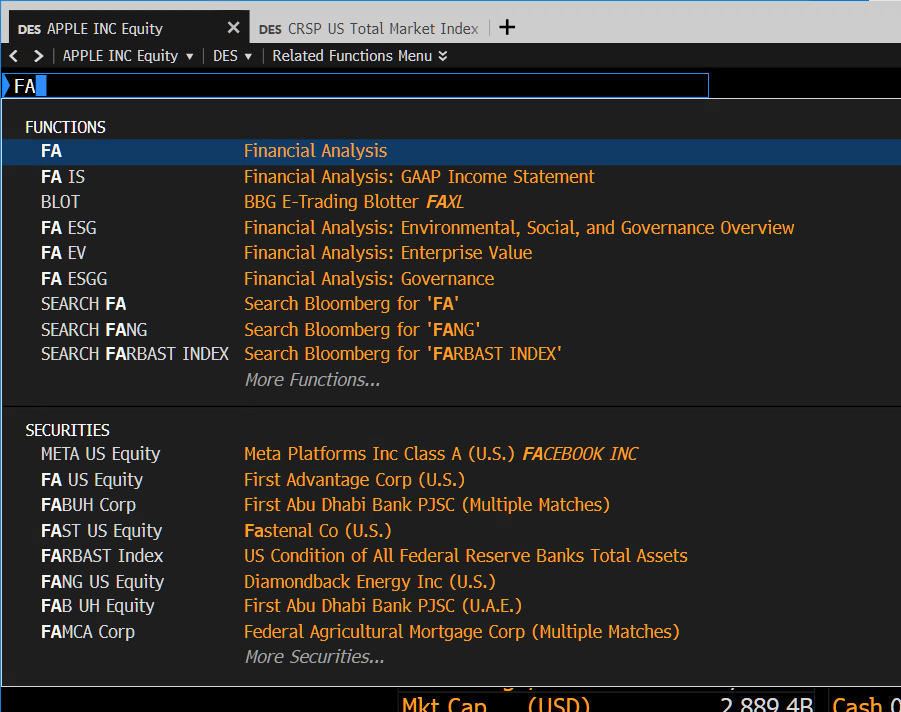 DES APPLE INC Equity × DES CRSP US Total Market Index +
< > APPLE INC Equity ▼ DES ▼ Related Functions Menu
FA
FUNCTIONS
FA Financial Analysis
FA IS Financial Analysis: GAAP Income Statement
BLOT BBG E-Trading Blotter FAXL
FA ESG Financial Analysis: Environmental, Social, and Governance Overview
FA EV Financial Analysis: Enterprise Value
FA ESGG Financial Analysis: Governance
SEARCH FA Search Bloomberg for 'FA'
SEARCH FANG Search Bloomberg for 'FANG'
SEARCH FARBAST INDEX Search Bloomberg for 'FARBAST INDEX'
More Functions...
SECURITIES
META US Equity Meta Platforms Inc Class A (U.S.) FACEBOOK INC
FA US Equity First Advantage Corp (U.S.)
FABUH Corp First Abu Dhabi Bank PJSC (Multiple Matches)
FAST US Equity Fastenal Co (U.S.)
FARBAST Index US Condition of All Federal Reserve Banks Total Assets
FANG US Equity Diamondback Energy Inc (U.S.)
FAB UH Equity First Abu Dhabi Bank PJSC (U.A.E.)
FAMCA Corp Federal Agricultural Mortgage Corp (Multiple Matches)
More Securities...
Mkt Cap (USD) 2,889.4B Cash